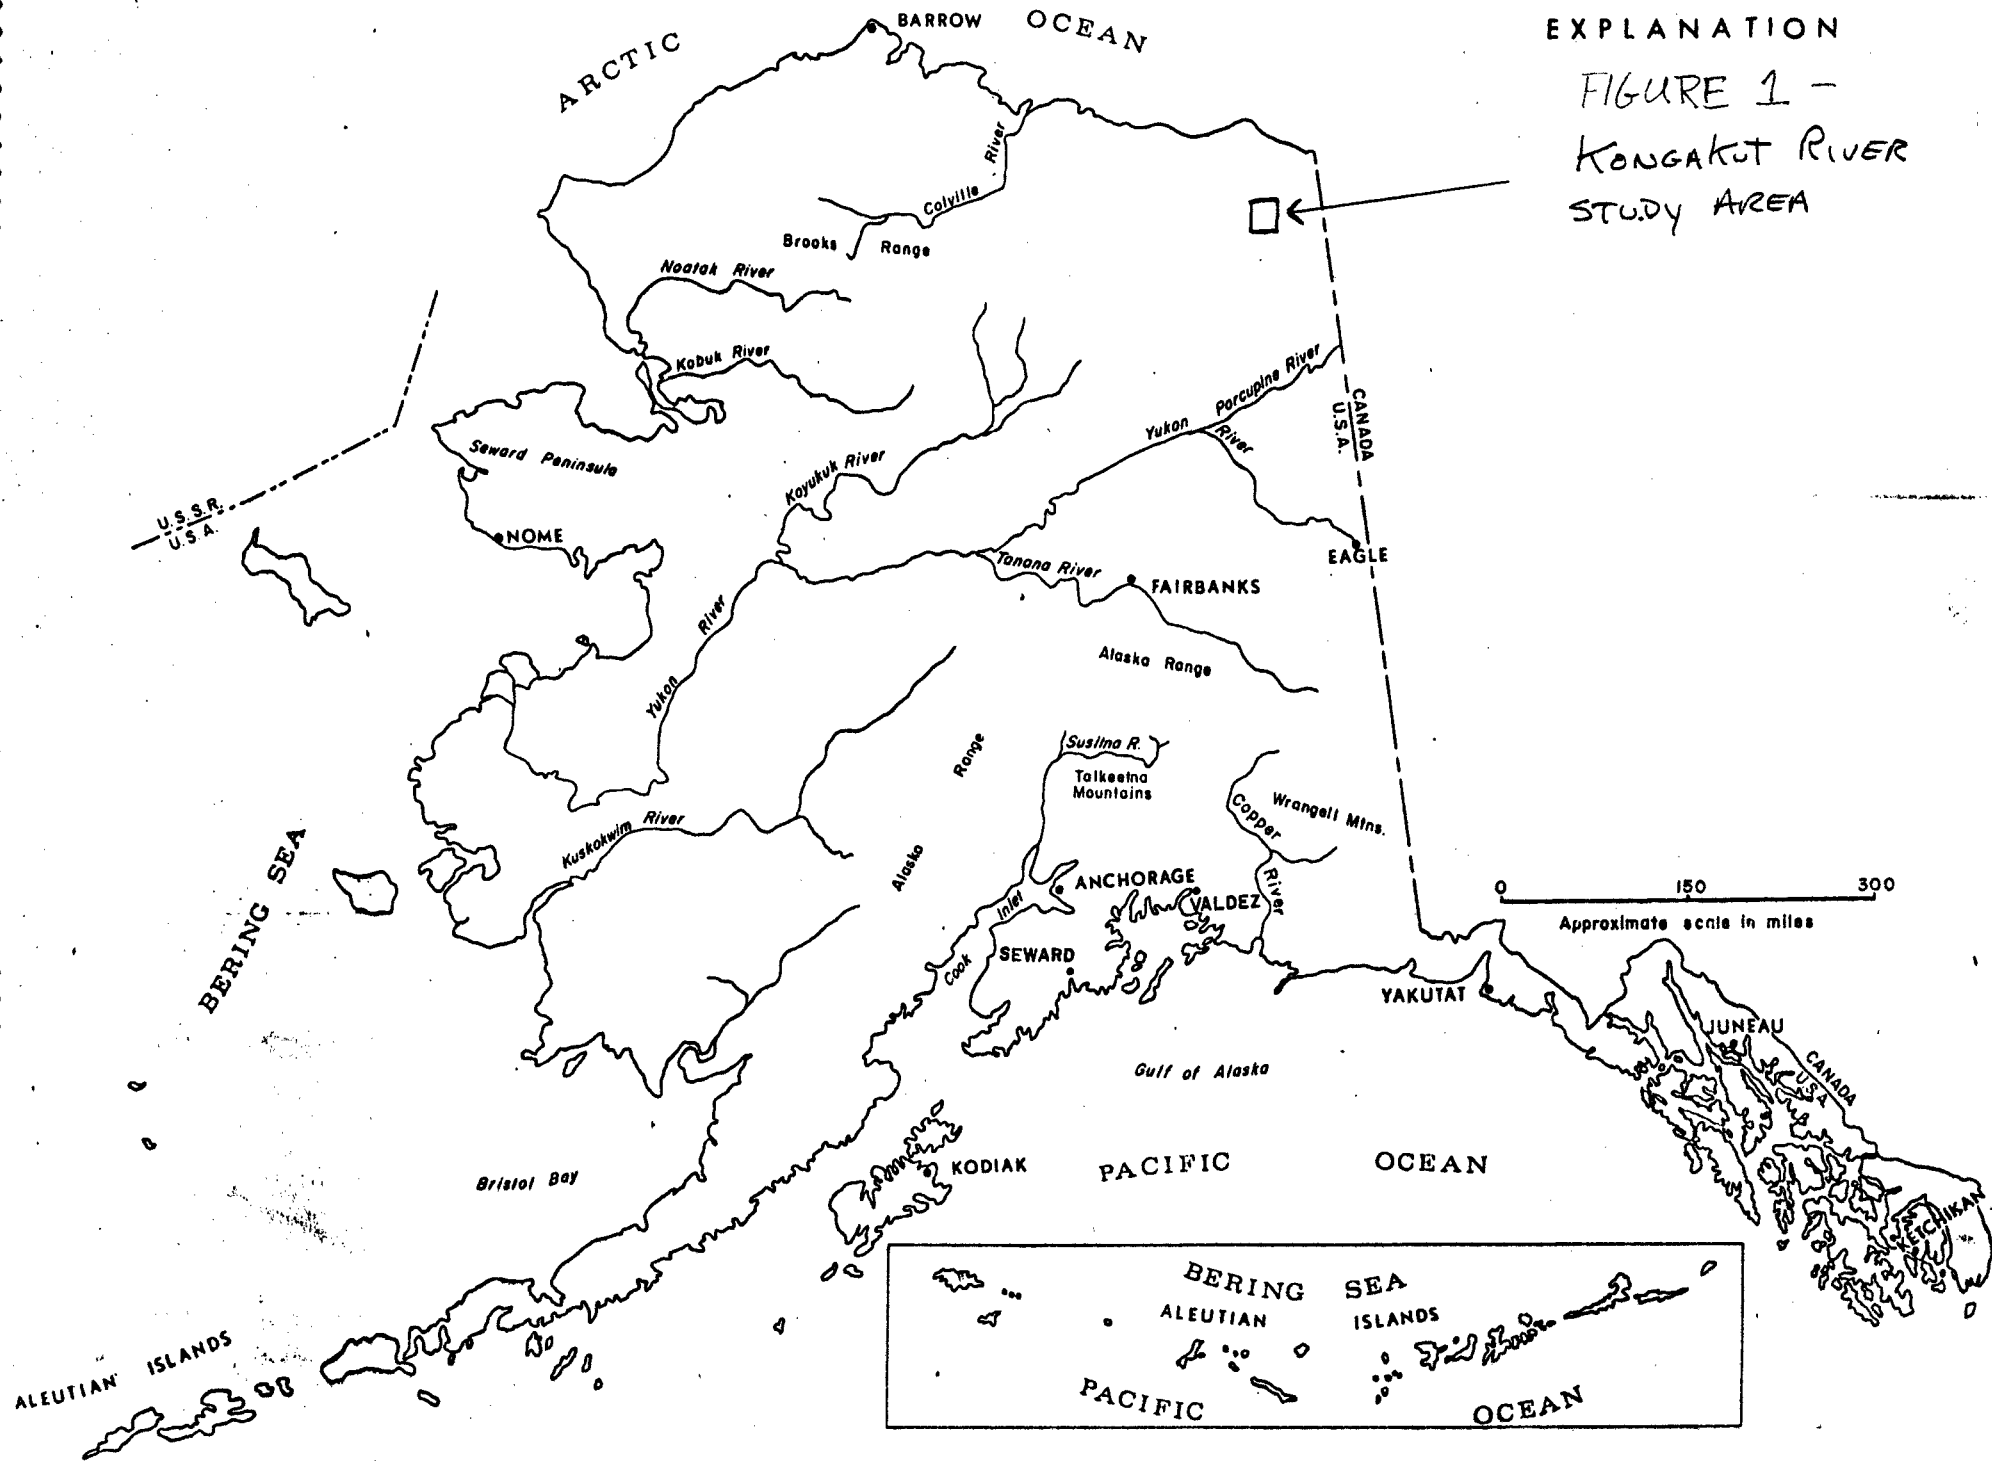 BARROW
ARCTIC OCEAN
EXPLANATION
FIGURE 1 -
KONGAKUT RIVER
STUDY AREA
Colville River
Brooks Range
Noatak River
Kobuk River
Porcupine River
Yukon River
CANADA
U.S.A.
Seward Peninsula
Koyukuk River
U.S.S.R.
U.S.A.
NOME
EAGLE
Tanana River
FAIRBANKS
Yukon River
Alaska Range
Susitna R.
Talkeetna
Mountains
Alaska Range
Copper River
Wrangell Mtns.
Kuskokwim River
BERING SEA
ANCHORAGE
VALDEZ
Cook Inlet
SEWARD
0 150 300
Approximate scale in miles
YAKUTAT
JUNEAU
CANADA
U.S.A.
Gulf of Alaska
KODIAK
PACIFIC OCEAN
Bristol Bay
KETCHIKAN
BERING SEA
ALEUTIAN ISLANDS
PACIFIC OCEAN
ALEUTIAN ISLANDS